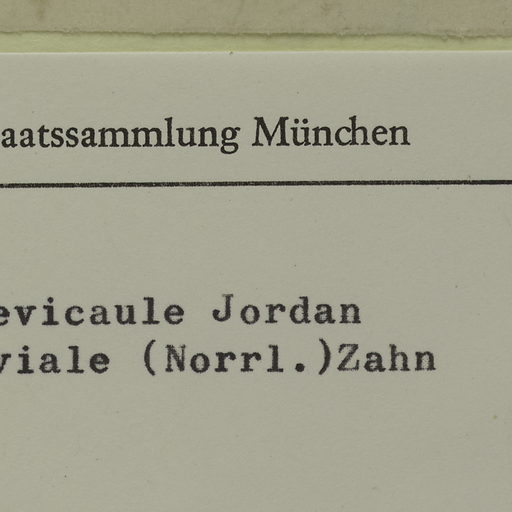 aatssammlung München
evicaule Jordan
viale (Norrl.)Zahn